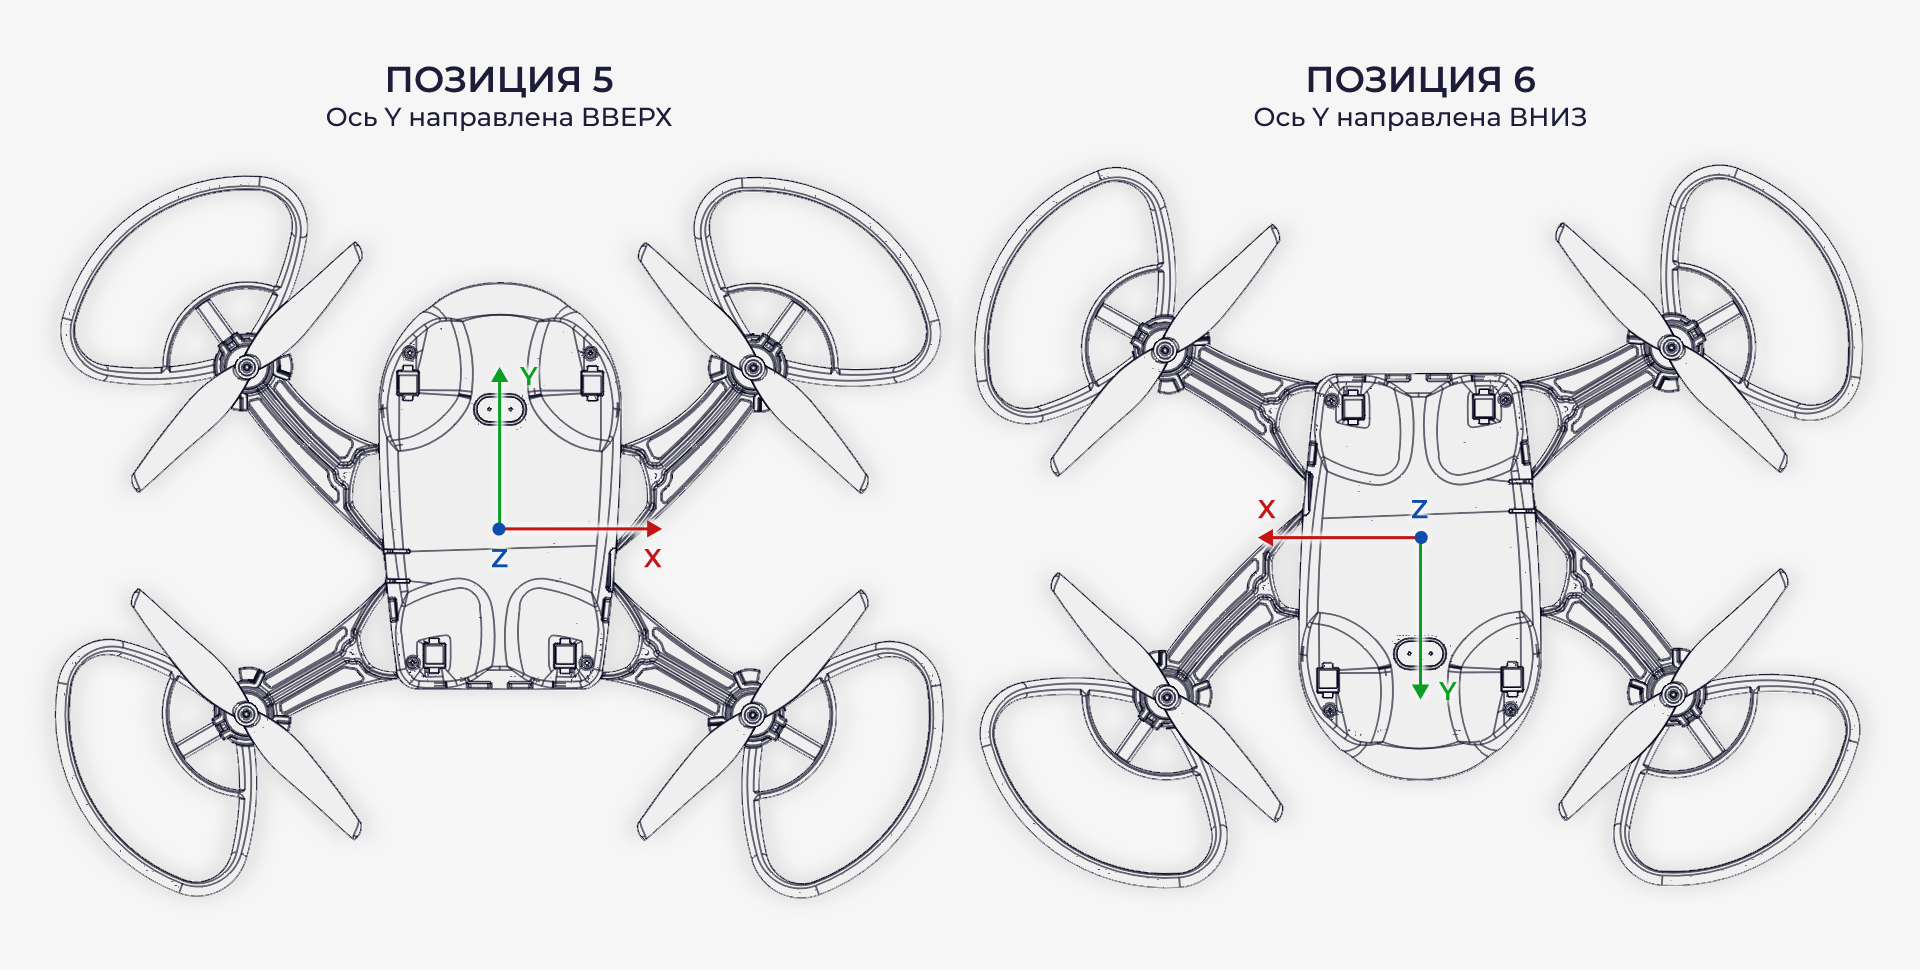 ПОЗИЦИЯ 5
Ось Y направлена ВВЕРХ
ПОЗИЦИЯ 6
Ось Y направлена ВНИЗ
Y
Z
X
X
Z
Y